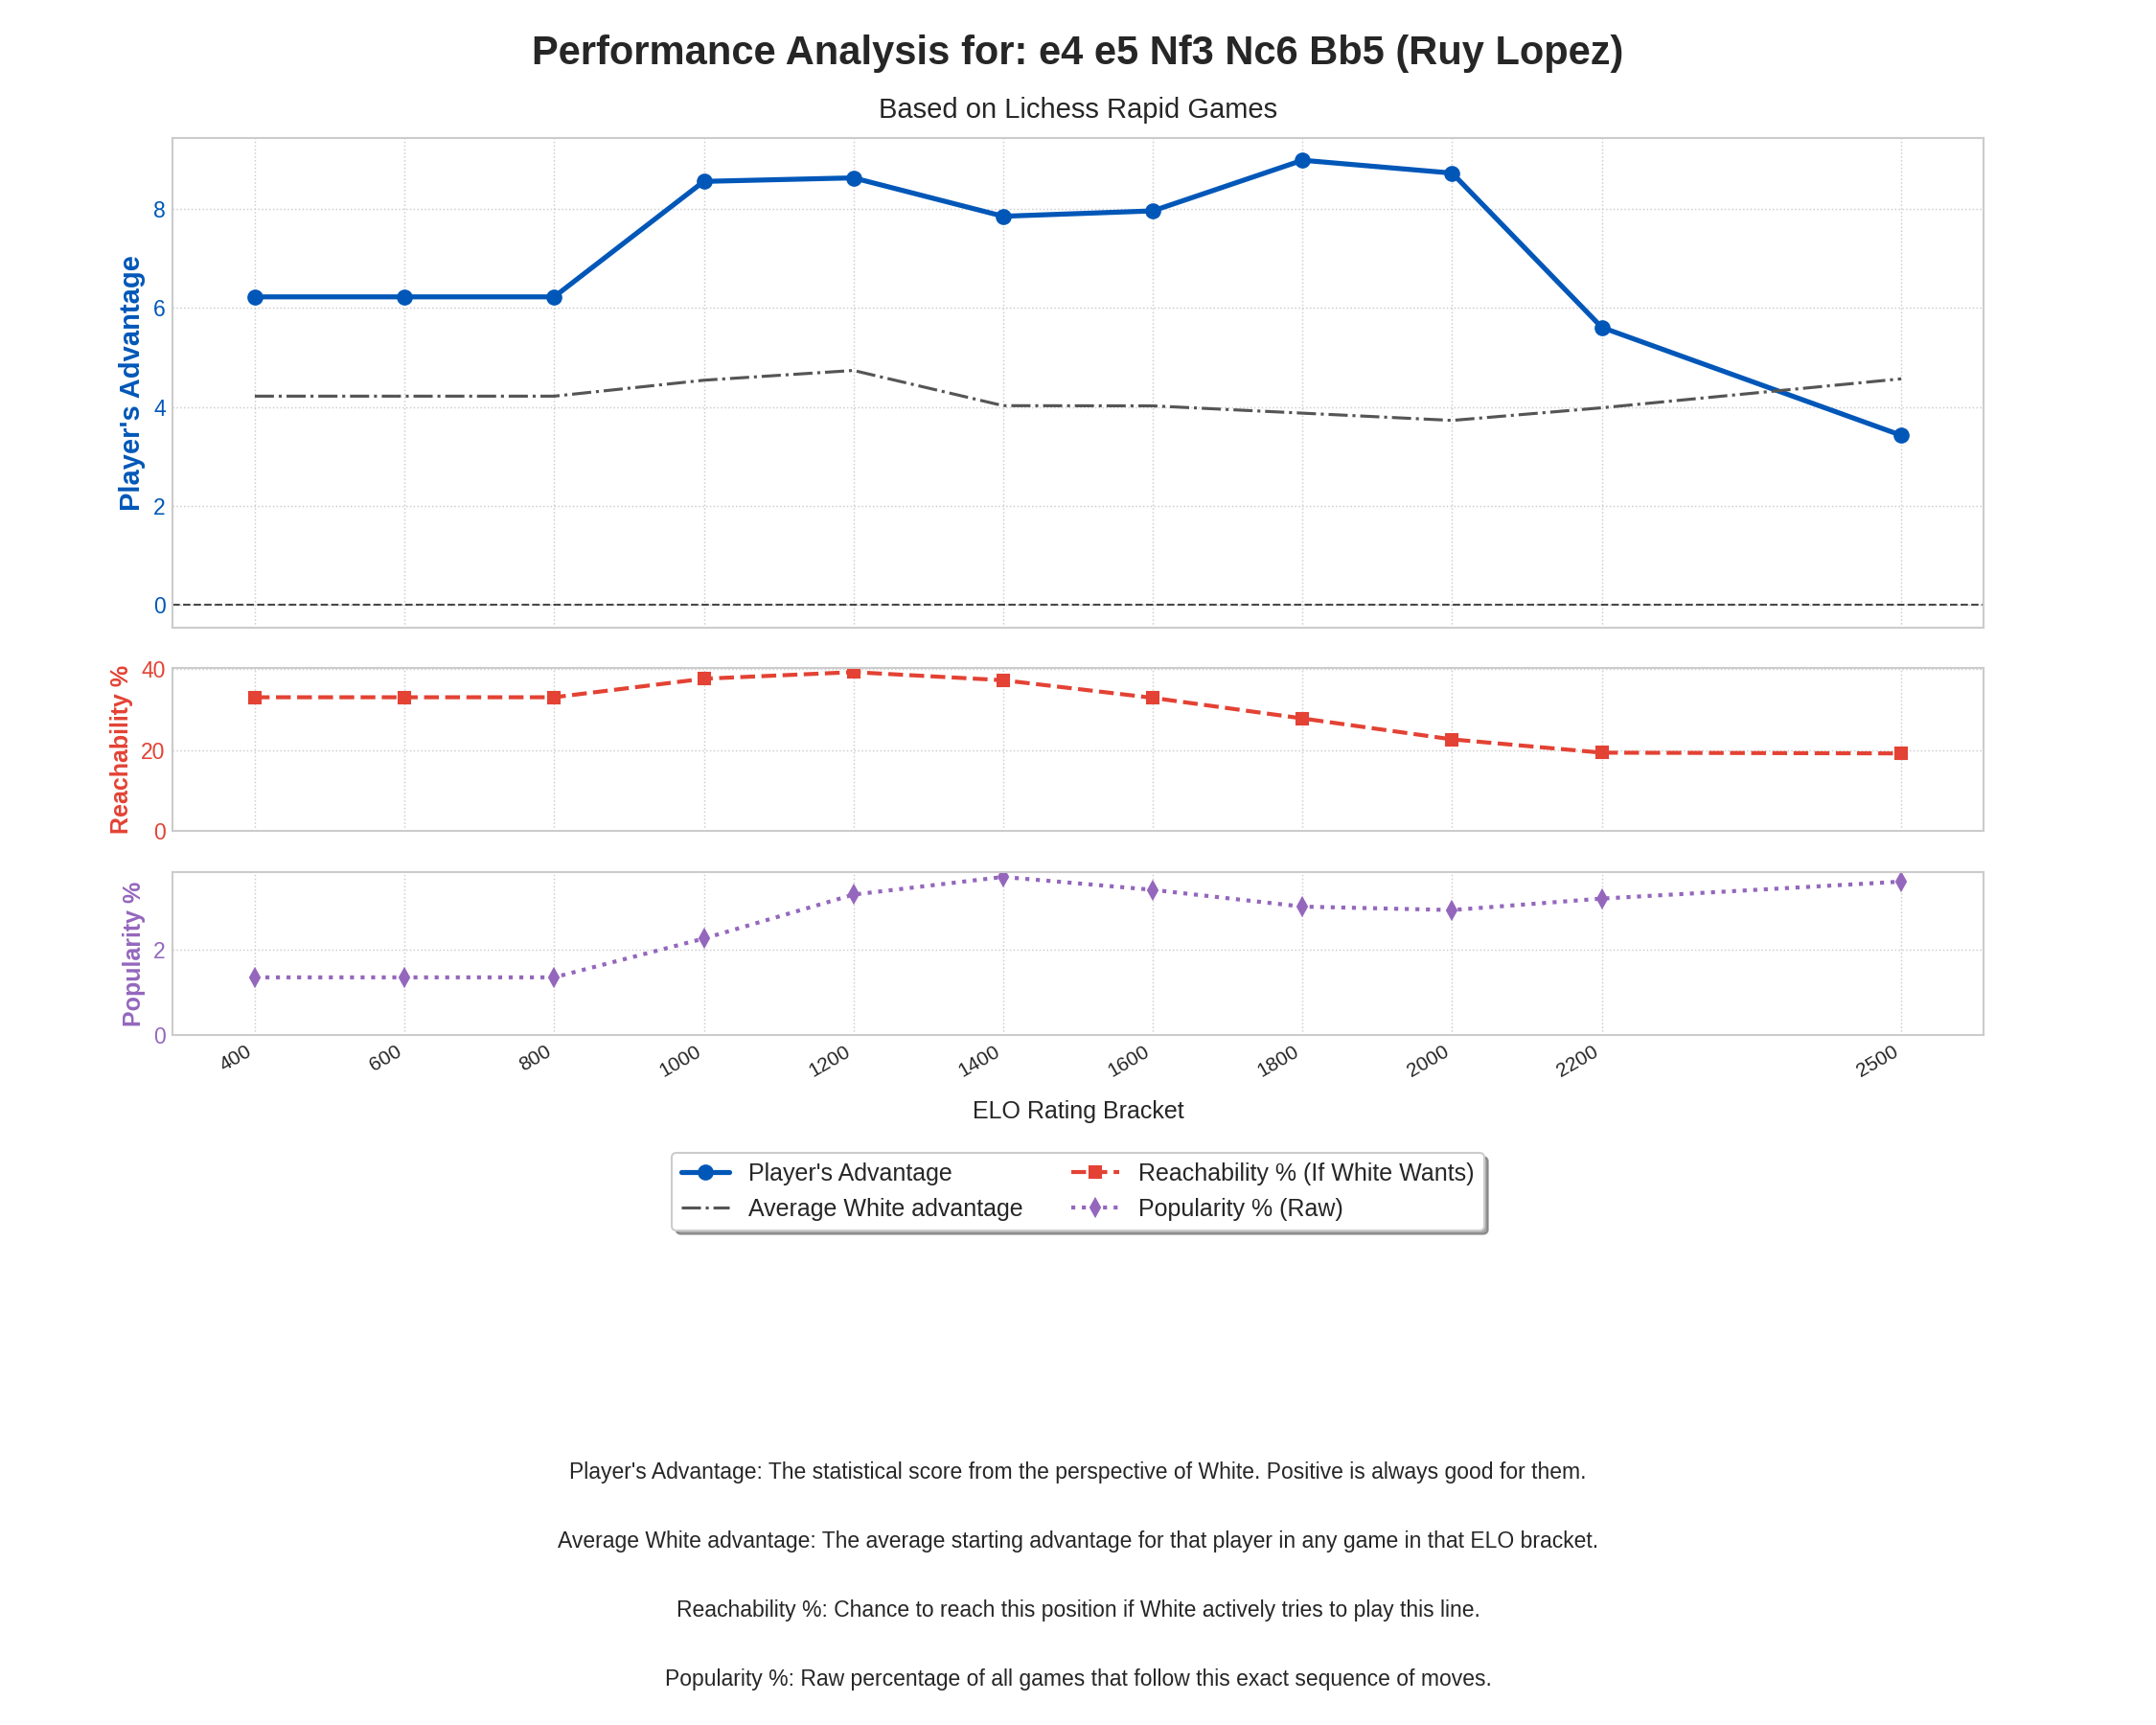 Performance Analysis for: e4 e5 Nf3 Nc6 Bb5 (Ruy Lopez)
Based on Lichess Rapid Games
Player's Advantage
8
6
4
2
0
Reachability %
40
20
0
Popularity %
2
0
400
600
800
1000
1200
1400
1600
1800
2000
2200
2500
ELO Rating Bracket
Player's Advantage
Average White advantage
Reachability % (If White Wants)
Popularity % (Raw)
Player's Advantage: The statistical score from the perspective of White. Positive is always good for them.
Average White advantage: The average starting advantage for that player in any game in that ELO bracket.
Reachability %: Chance to reach this position if White actively tries to play this line.
Popularity %: Raw percentage of all games that follow this exact sequence of moves.